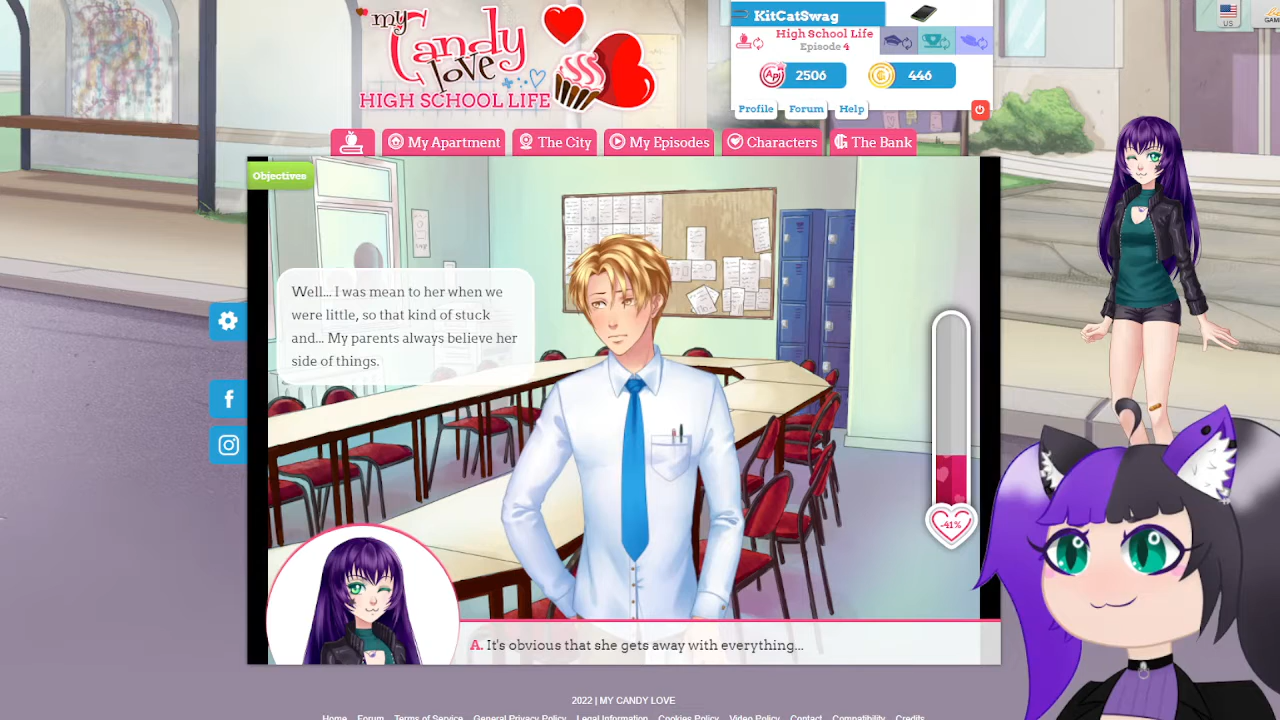 my
Candy
love
HIGH SCHOOL LIFE
KitCatSwag
High School Life
Episode 4
2506
446
Profile
Forum
Help
US
My Apartment
The City
My Episodes
Characters
The Bank
Objectives
Well... I was mean to her when we
were little, so that kind of stuck
and... My parents always believe her
side of things.
-41%
A. It's obvious that she gets away with everything...
2022 | MY CANDY LOVE
Home Forum Terms of Service General Privacy Policy Legal Information Cookies Policy Video Policy Contact Compatibility Credits